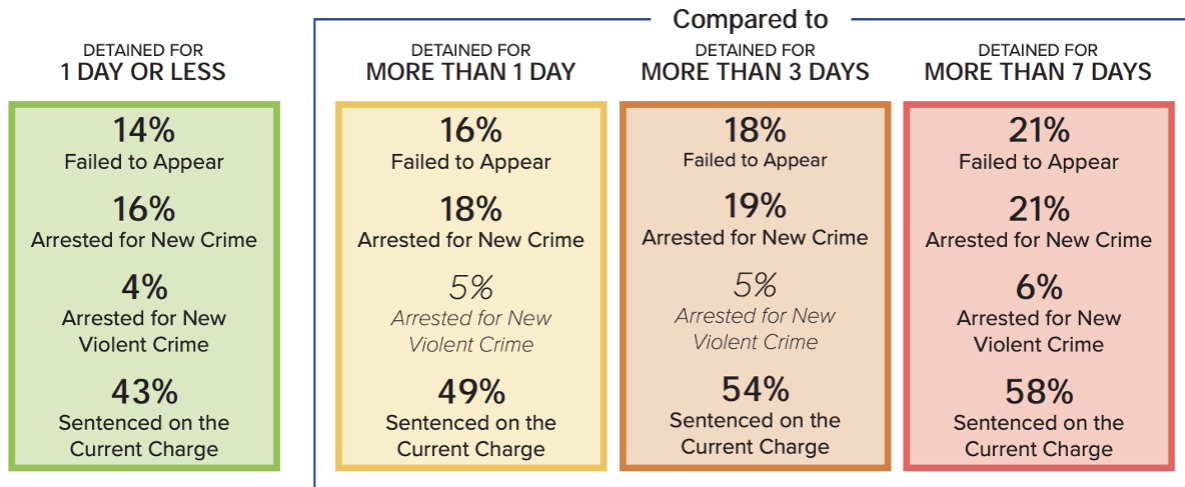 Compared to
DETAINED FOR
1 DAY OR LESS
14%
Failed to Appear
16%
Arrested for New Crime
4%
Arrested for New
Violent Crime
43%
Sentenced on the
Current Charge
DETAINED FOR
MORE THAN 1 DAY
16%
Failed to Appear
18%
Arrested for New Crime
5%
Arrested for New
Violent Crime
49%
Sentenced on the
Current Charge
DETAINED FOR
MORE THAN 3 DAYS
18%
Failed to Appear
19%
Arrested for New Crime
5%
Arrested for New
Violent Crime
54%
Sentenced on the
Current Charge
DETAINED FOR
MORE THAN 7 DAYS
21%
Failed to Appear
21%
Arrested for New Crime
6%
Arrested for New
Violent Crime
58%
Sentenced on the
Current Charge